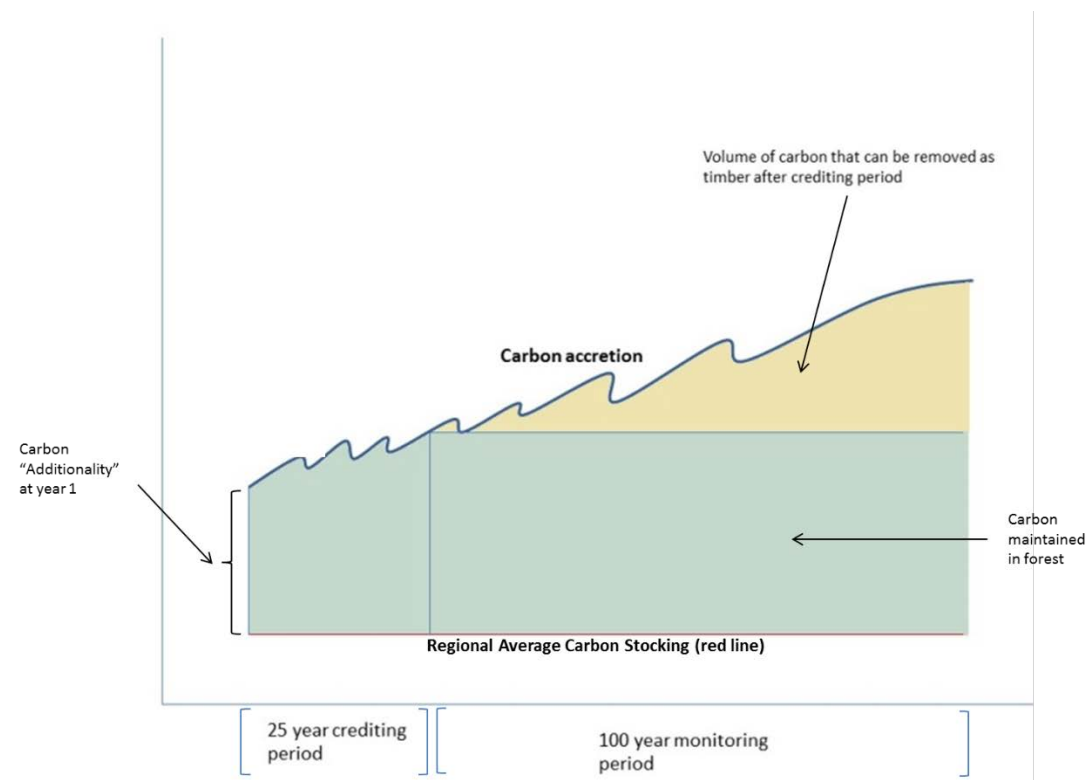 Volume of carbon that can be removed as
timber after crediting period
Carbon accretion
Carbon
“Additionality”
at year 1
Carbon
maintained
in forest
Regional Average Carbon Stocking (red line)
25 year crediting
period
100 year monitoring
period